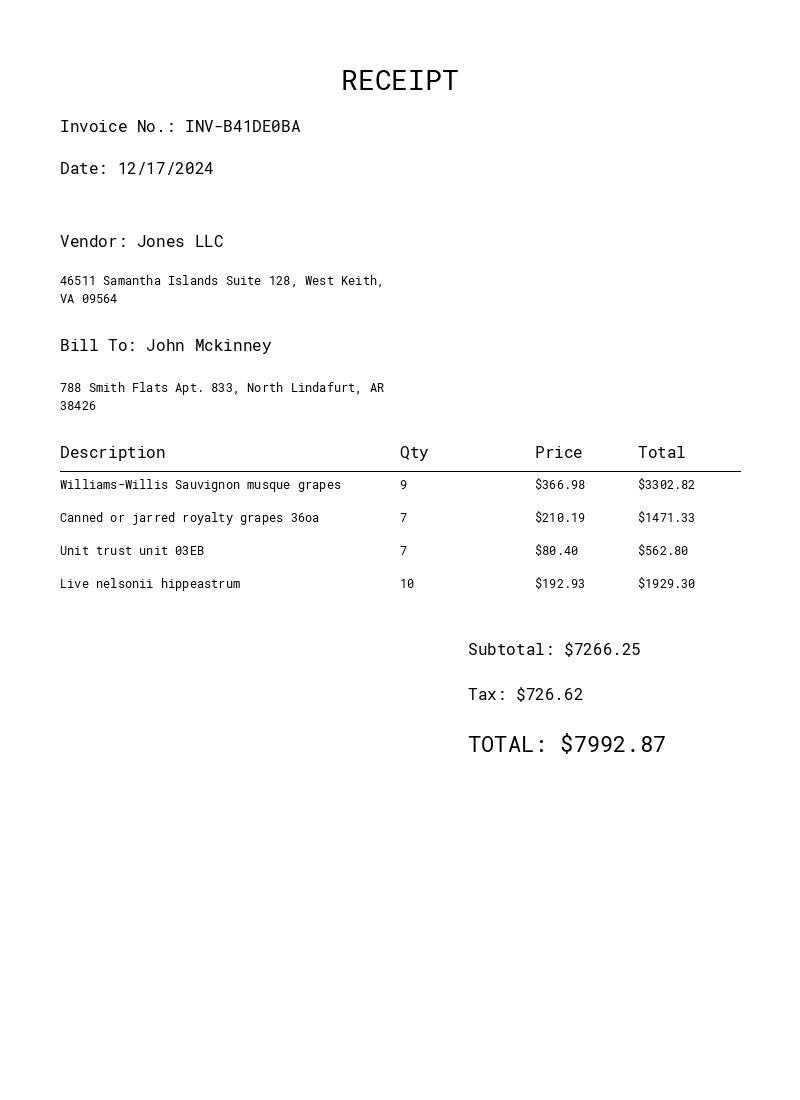 RECEIPT
Invoice No.: INV-B41DE0BA
Date: 12/17/2024
Vendor: Jones LLC
46511 Samantha Islands Suite 128, West Keith,
VA 09564
Bill To: John Mckinney
788 Smith Flats Apt. 833, North Lindafurt, AR
38426
Description Qty Price Total
Williams-Willis Sauvignon musque grapes 9 $366.98 $3302.82
Canned or jarred royalty grapes 36oa 7 $210.19 $1471.33
Unit trust unit 03EB 7 $80.40 $562.80
Live nelsonii hippeastrum 10 $192.93 $1929.30
Subtotal: $7266.25
Tax: $726.62
TOTAL: $7992.87